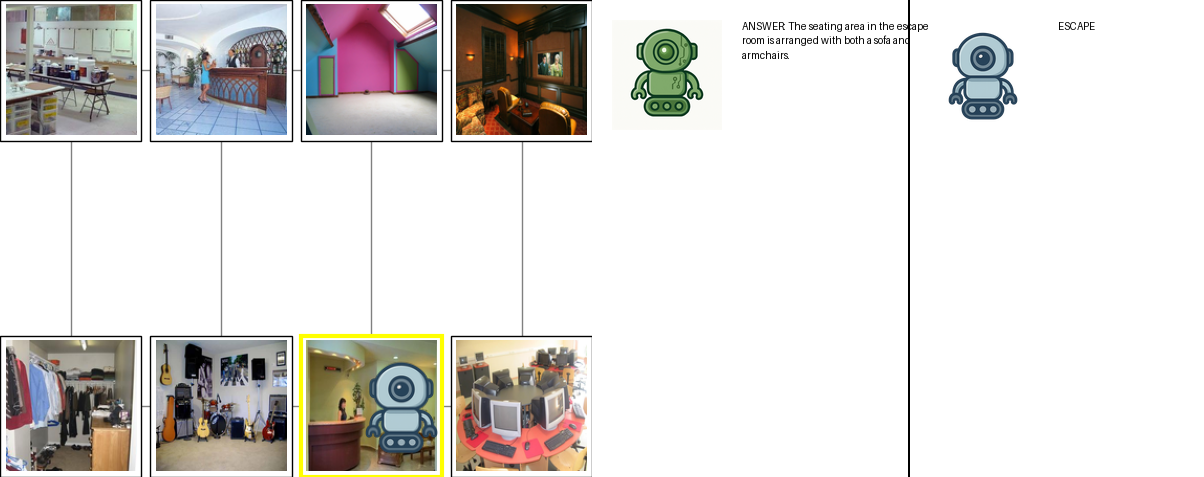 ANSWER: The seating area in the escape
room is arranged with both a sofa and
armchairs.
ESCAPE